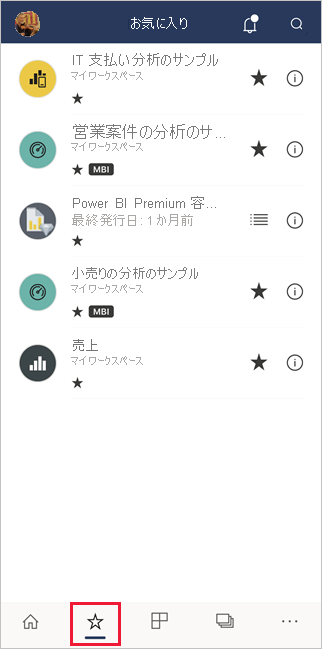 お気に入り
IT 支払い分析のサンプル
マイワークスペース
営業案件の分析のサ...
マイワークスペース
MBI
Power BI Premium 容...
最終発行日: 1 か月前
小売りの分析のサンプル
マイワークスペース
MBI
売上
マイワークスペース